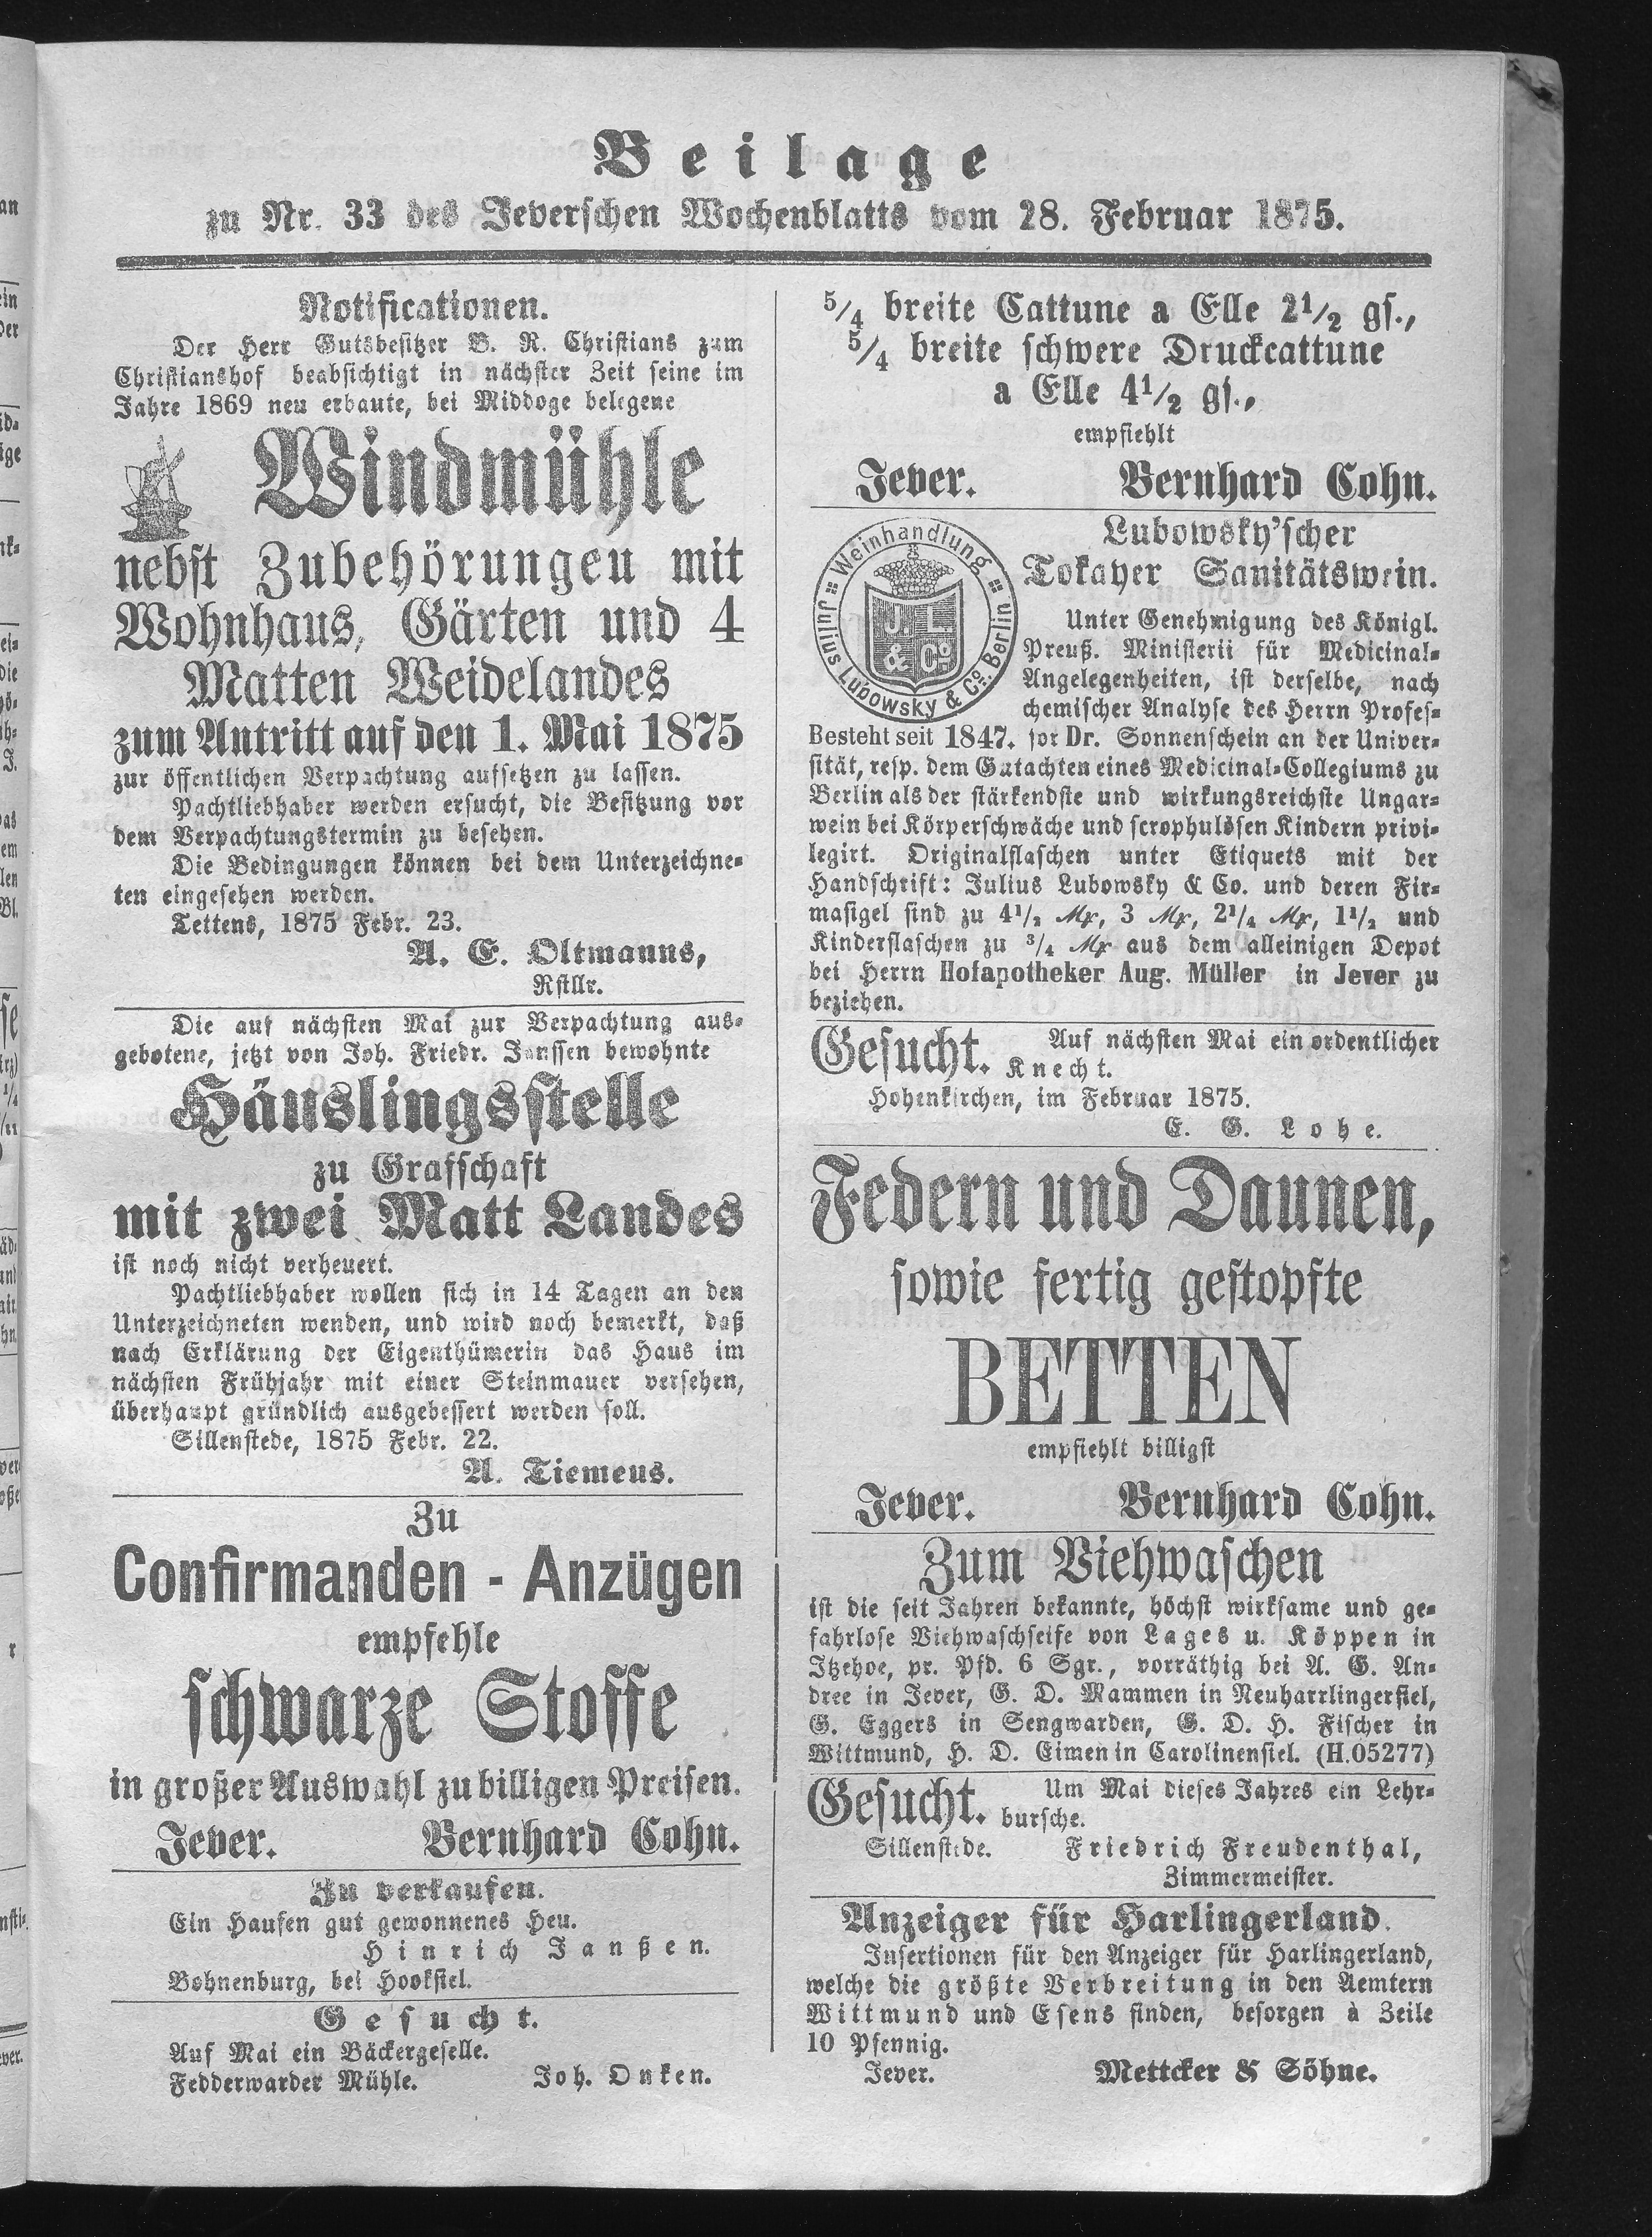 Beilage
zu Nr. 33 des Jeverschen Wochenblatts vom 28. Februar 1875.
Notificationen.
Der Herr Gutsbesitzer B. R. Christians zum
Christianshof beabsichtigt in nächster Zeit seine im
Jahre 1869 neu erbaute, bei Middoge belegene
Windmühle
nebst Zubehörungen mit
Wohnhaus, Gärten und 4
Matten Weidelandes
zum Antritt auf den 1. Mai 1875
zur öffentlichen Verpachtung aufsetzen zu lassen.
Pachtliebhaber werden ersucht, die Besitzung vor
dem Verpachtungstermin zu besehen.
Die Bedingungen können bei dem Unterzeichne-
ten eingesehen werden.
Tettens, 1875 Febr. 23.
A. E. Oltmanns,
Rstllr.
Die auf nächsten Mai zur Verpachtung aus-
gebotene, jetzt von Joh. Friedr. Janssen bewohnte
Häuslingsstelle
zu Grafschaft
mit zwei Matt Landes
ist noch nicht verheuert.
Pachtliebhaber wollen sich in 14 Tagen an den
Unterzeichneten wenden, und wird noch bemerkt, daß
nach Erklärung der Eigenthümerin das Haus im
nächsten Frühjahr mit einer Steinmauer versehen,
überhaupt gründlich ausgebessert werden soll.
Sillenstede, 1875 Febr. 22.
A. Tiemens.
Zu
Confirmanden - Anzügen
empfehle
schwarze Stoffe
in großer Auswahl zu billigen Preisen.
Jever. Bernhard Cohn.
Zu verkaufen.
Ein Haufen gut gewonnenes Heu.
Hinrich Janßen.
Bohnenburg, bei Hooksiel.
Gesucht.
Auf Mai ein Bäckergeselle.
Fedderwarder Mühle. Joh. Onken.
5/4 breite Cattune a Elle 2 1/2 gs.,
5/4 breite schwere Druckcattune
a Elle 4 1/2 gs.,
empfiehlt
Jever. Bernhard Cohn.
Weinhandlung
Julius Lubowsky & Co. Berlin
J. L
& Co
Lubowsky'scher
Tokayer Sanitätswein.
Unter Genehmigung des Königl.
Preuß. Ministerii für Medicinal-
Angelegenheiten, ist derselbe, nach
chemischer Analyse des Herrn Profes-
Besteht seit 1847. sor Dr. Sonnenschein an der Univer-
sität, resp. dem Gutachten eines Medicinal-Collegiums zu
Berlin als der stärkendste und wirkungsreichste Ungar-
wein bei Körperschwäche und scrophulösen Kindern privi-
legirt. Originalflaschen unter Etiquets mit der
Handschrift: Julius Lubowsky & Co. und deren Fir-
masigel sind zu 4 1/2 Mx, 3 Mx, 2 1/4 Mx, 1 1/2 und
Kinderflaschen zu 3/4 Mx aus dem alleinigen Depot
bei Herrn Hofapotheker Aug. Müller in Jever zu
beziehen.
Gesucht. Auf nächsten Mai ein ordentlicher
Knecht.
Hohenkirchen, im Februar 1875.
E. G. Lohe.
Federn und Daunen,
sowie fertig gestopfte
BETTEN
empfiehlt billigst
Jever. Bernhard Cohn.
Zum Viehwaschen
ist die seit Jahren bekannte, höchst wirksame und ge-
fahrlose Viehwaschseife von Lages u. Köppen in
Itzehoe, pr. Pfd. 6 Sgr., vorräthig bei A. G. An-
dree in Jever, G. D. Mammen in Neuharrlingersiel,
G. Eggers in Sengwarden, G. D. H. Fischer in
Wittmund, H. D. Eimen in Carolinensiel. (H.05277)
Gesucht. Um Mai dieses Jahres ein Lehr-
bursche.
Sillenstede. Friedrich Freudenthal,
Zimmermeister.
Anzeiger für Harlingerland.
Insertionen für den Anzeiger für Harlingerland,
welche die größte Verbreitung in den Aemtern
Wittmund und Esens finden, besorgen à Zeile
10 Pfennig.
Jever. Mettcker & Söhne.